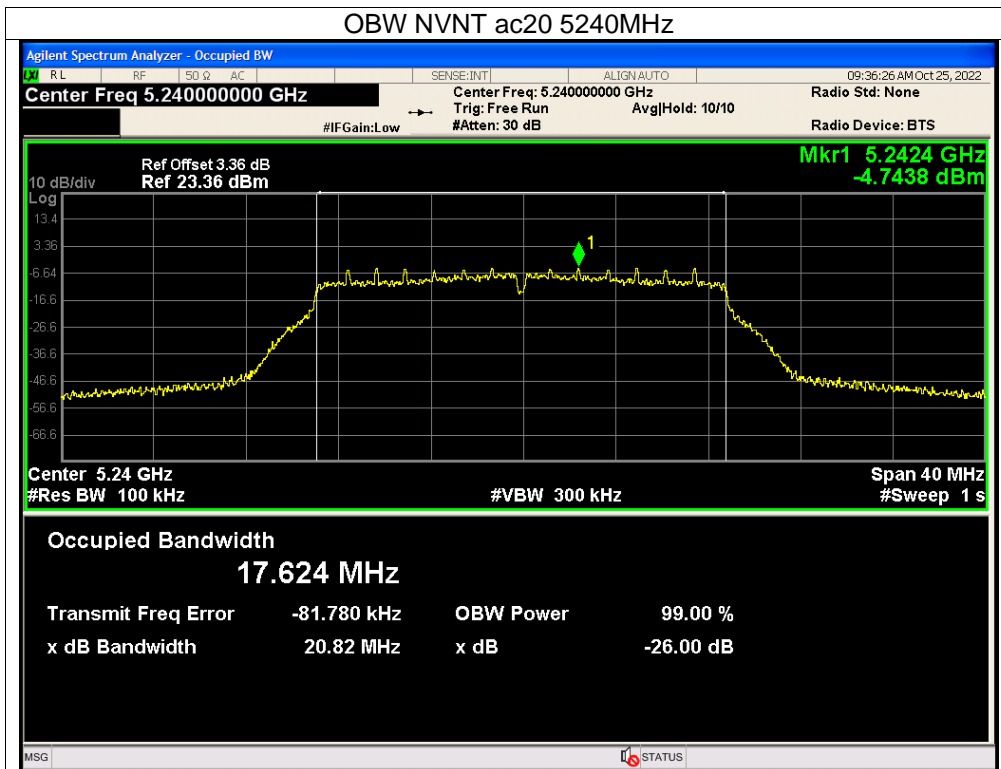 OBW NVNT ac20 5240MHz
Agilent Spectrum Analyzer - Occupied BW
LXI RL RF 50 Ω AC SENSE:INT ALIGN AUTO 09:36:26 AM Oct 25, 2022
Center Freq 5.240000000 GHz Center Freq: 5.240000000 GHz Radio Std: None
Trig: Free Run Avg|Hold: 10/10
#IFGain:Low #Atten: 30 dB Radio Device: BTS
Ref Offset 3.36 dB Mkr1 5.2424 GHz
10 dB/div Ref 23.36 dBm -4.7438 dBm
Log
13.4
3.36
1
-6.64
-16.6
-26.6
-36.6
-46.6
-56.6
-66.6
Center 5.24 GHz Span 40 MHz
#Res BW 100 kHz #VBW 300 kHz #Sweep 1 s
Occupied Bandwidth
17.624 MHz
Transmit Freq Error -81.780 kHz OBW Power 99.00 %
x dB Bandwidth 20.82 MHz x dB -26.00 dB
MSG STATUS